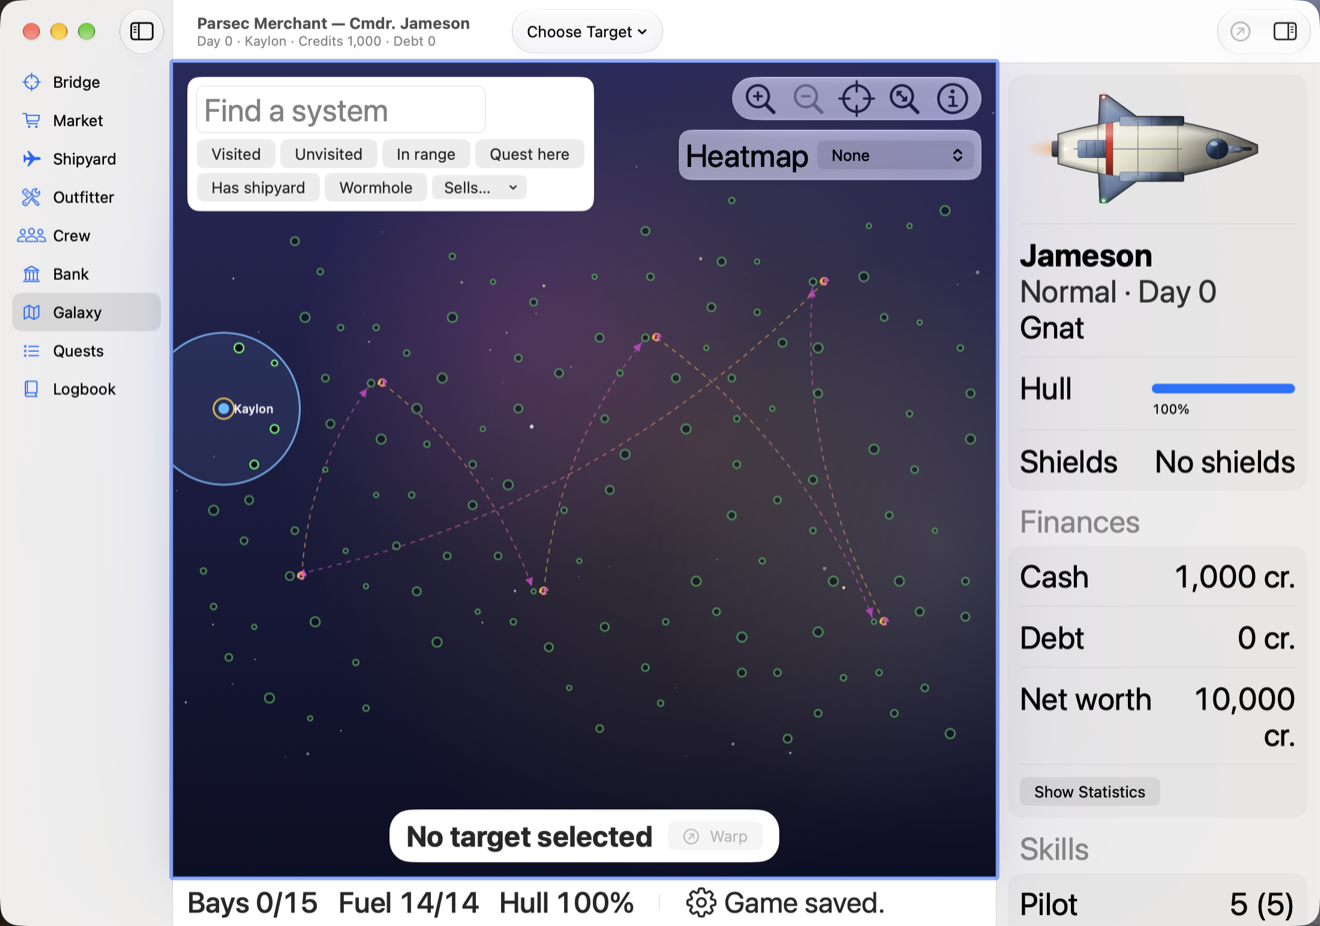 Parsec Merchant — Cmdr. Jameson
Day 0 · Kaylon · Credits 1,000 · Debt 0
Choose Target
Bridge
Market
Shipyard
Outfitter
Crew
Bank
Galaxy
Quests
Logbook
Find a system
Visited
Unvisited
In range
Quest here
Has shipyard
Wormhole
Sells...
Heatmap
None
Kaylon
No target selected
Warp
Bays 0/15
Fuel 14/14
Hull 100%
Game saved.
Jameson
Normal · Day 0
Gnat
Hull
100%
Shields
No shields
Finances
Cash
1,000 cr.
Debt
0 cr.
Net worth
10,000
cr.
Show Statistics
Skills
Pilot
5 (5)